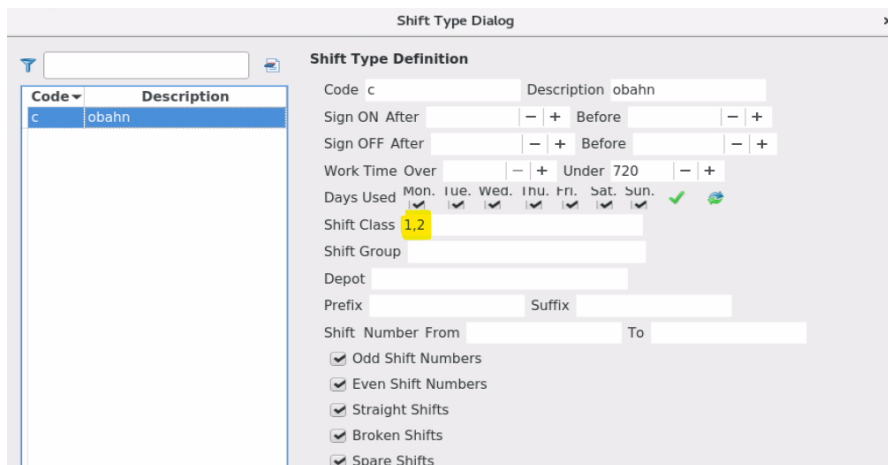 Shift Type Dialog
Shift Type Definition
Code Description
c obahn
Code c Description obahn
Sign ON After − + Before − +
Sign OFF After − + Before − +
Work Time Over − + Under 720 − +
Days Used Mon. Tue. Wed. Thu. Fri. Sat. Sun.
Shift Class 1,2
Shift Group
Depot
Prefix Suffix
Shift Number From To
Odd Shift Numbers
Even Shift Numbers
Straight Shifts
Broken Shifts
Spare Shifts